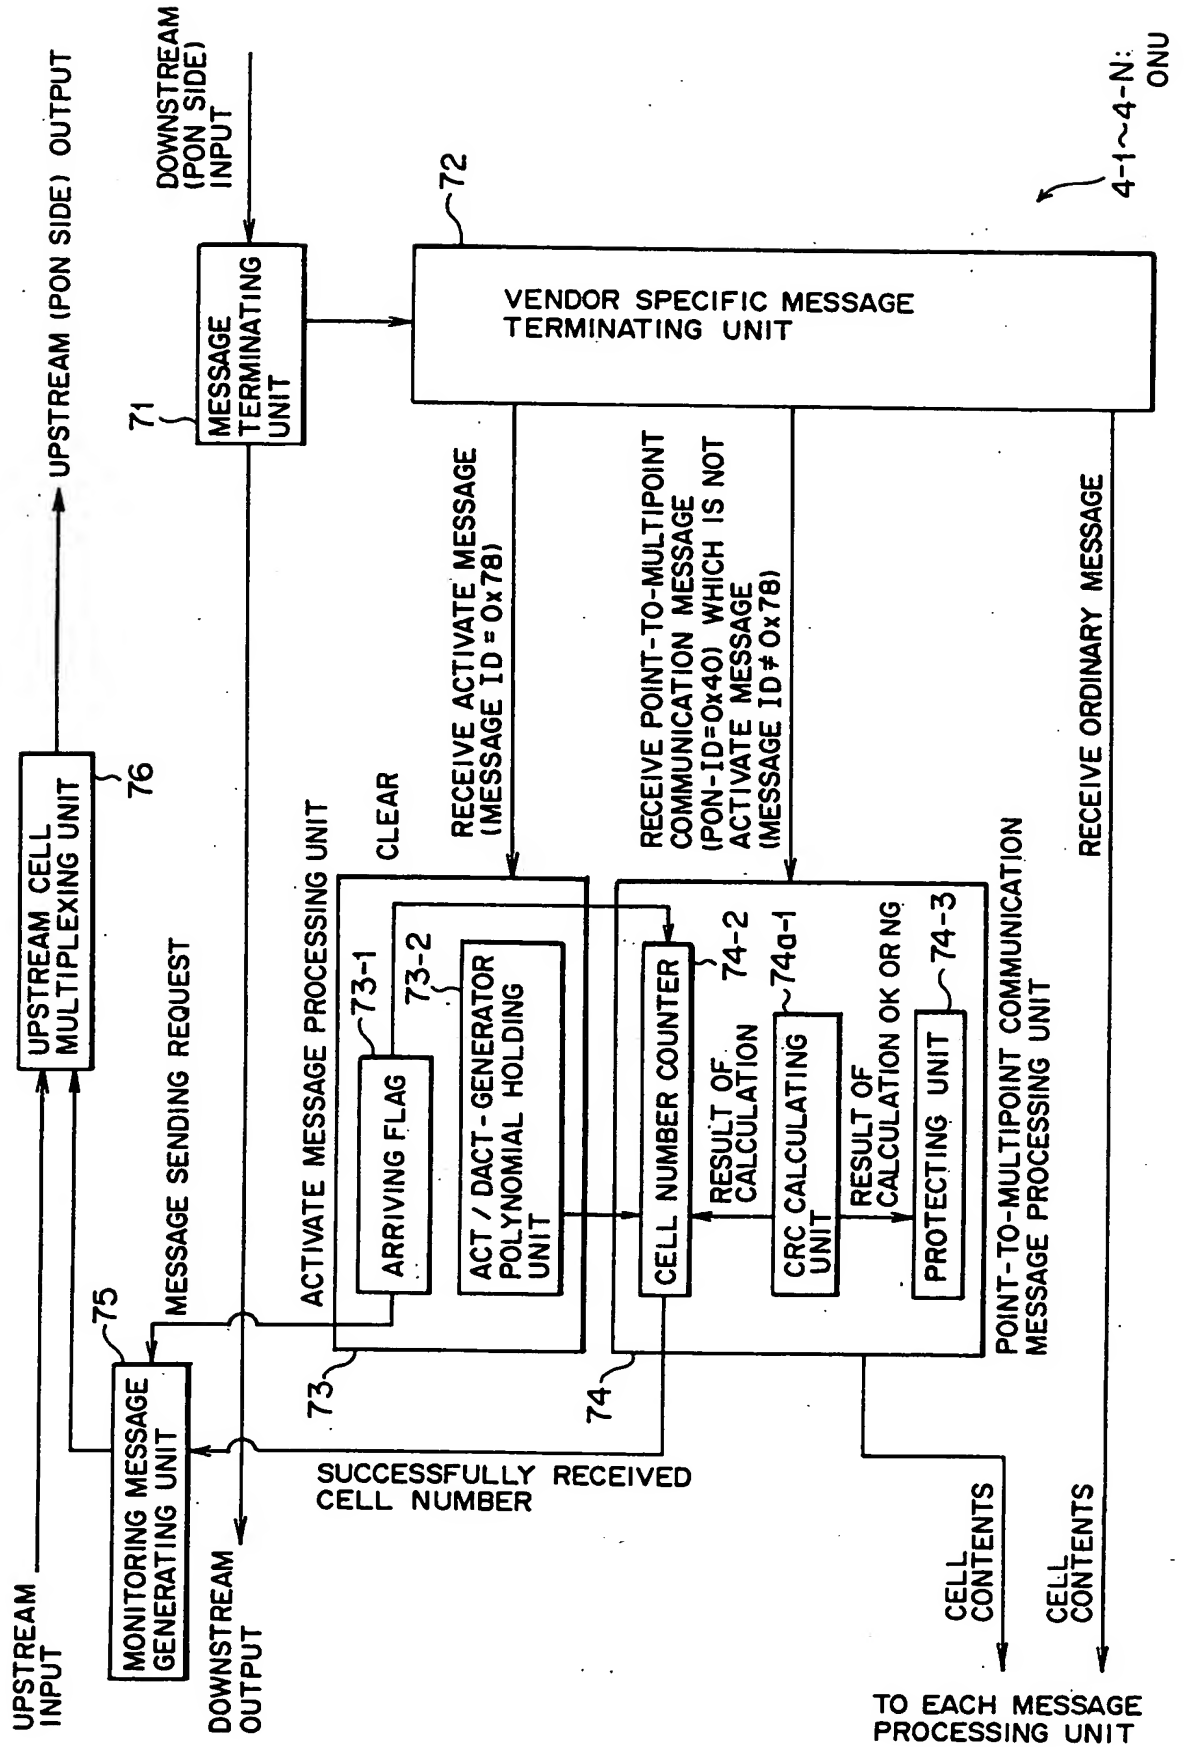 UPSTREAM (PON SIDE) OUTPUT
DOWNSTREAM
(PON SIDE)
INPUT
UPSTREAM CELL
MULTIPLEXING UNIT
76
UPSTREAM
INPUT
MESSAGE SENDING REQUEST
75
MONITORING MESSAGE
GENERATING UNIT
71
MESSAGE
TERMINATING
UNIT
DOWNSTREAM
OUTPUT
72
VENDOR SPECIFIC MESSAGE
TERMINATING UNIT
ACTIVATE MESSAGE PROCESSING UNIT
73
73-1
ARRIVING FLAG
CLEAR
73-2
ACT / DACT-GENERATOR
POLYNOMIAL HOLDING
UNIT
RECEIVE ACTIVATE MESSAGE
(MESSAGE ID = 0x78)
SUCCESSFULLY RECEIVED
CELL NUMBER
74
CELL NUMBER COUNTER
74-2
RESULT OF
CALCULATION
CRC CALCULATING
UNIT
74a-1
RESULT OF
CALCULATION OK OR NG
PROTECTING UNIT
74-3
RECEIVE POINT-TO-MULTIPOINT
COMMUNICATION MESSAGE
(PON-ID=0x40) WHICH IS NOT
ACTIVATE MESSAGE
(MESSAGE ID≠0x78)
POINT-TO-MULTIPOINT COMMUNICATION
MESSAGE PROCESSING UNIT
RECEIVE ORDINARY MESSAGE
CELL
CONTENTS
CELL
CONTENTS
TO EACH MESSAGE
PROCESSING UNIT
4-1~4-N:
ONU